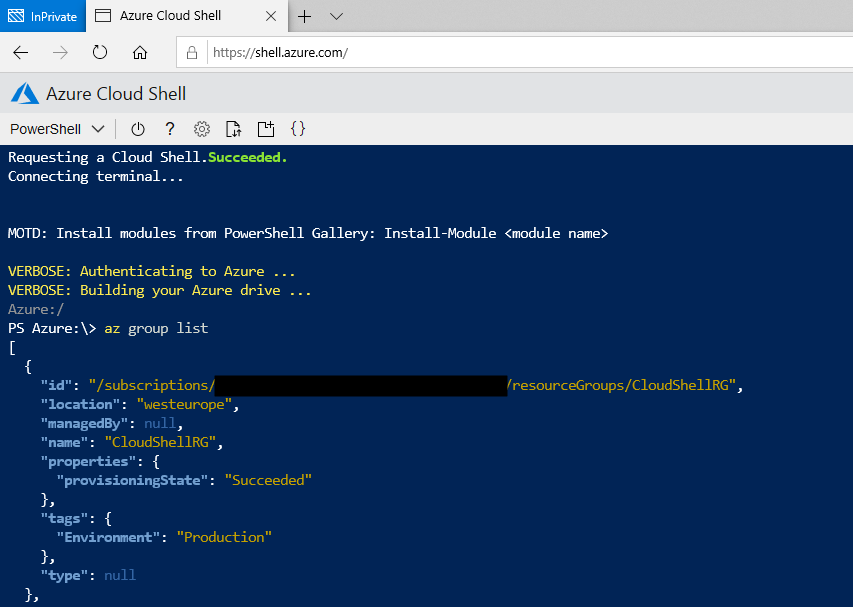 InPrivate
Azure Cloud Shell
https://shell.azure.com/
Azure Cloud Shell
PowerShell
?
{}
Requesting a Cloud Shell.Succeeded.
Connecting terminal...
MOTD: Install modules from PowerShell Gallery: Install-Module <module name>
VERBOSE: Authenticating to Azure ...
VERBOSE: Building your Azure drive ...
Azure:/
PS Azure:\> az group list
[
  {
    "id": "/subscriptions/ /resourceGroups/CloudShellRG",
    "location": "westeurope",
    "managedBy": null,
    "name": "CloudShellRG",
    "properties": {
      "provisioningState": "Succeeded"
    },
    "tags": {
      "Environment": "Production"
    },
    "type": null
  },